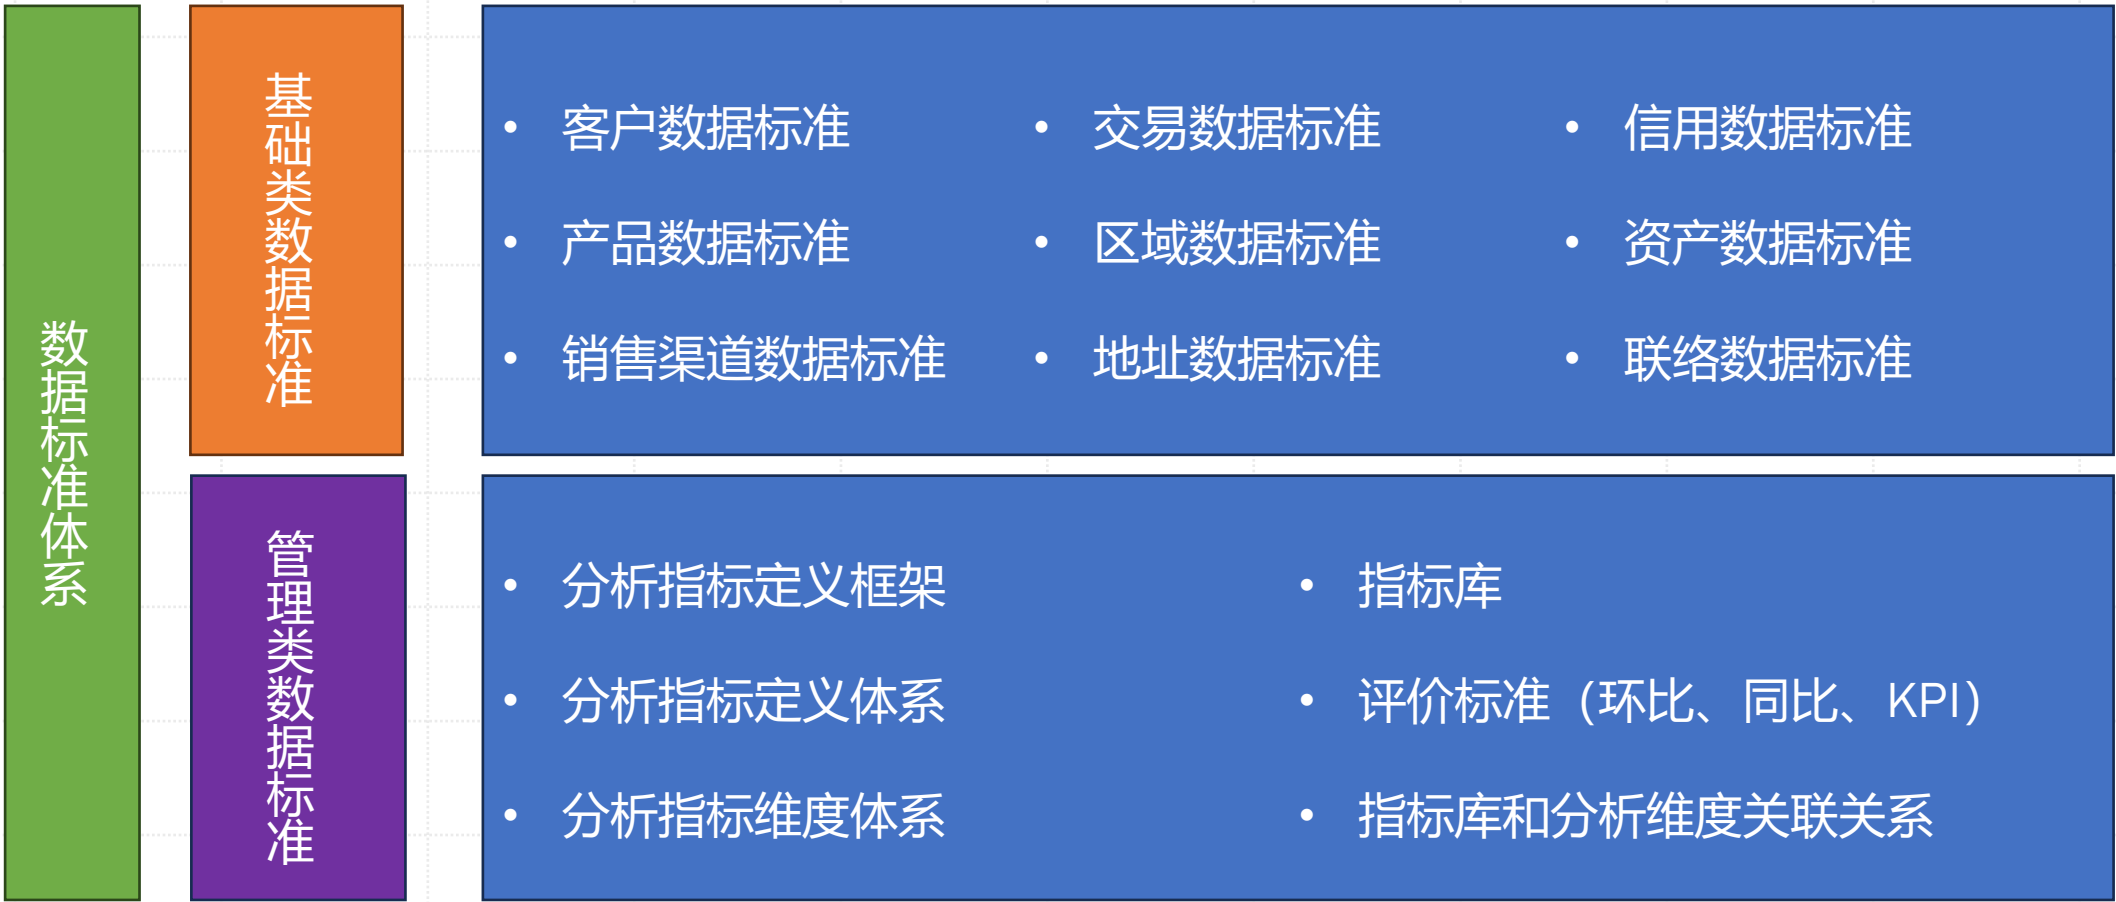 数据标准体系
基础类数据标准
• 客户数据标准
• 产品数据标准
• 销售渠道数据标准
• 交易数据标准
• 区域数据标准
• 地址数据标准
• 信用数据标准
• 资产数据标准
• 联络数据标准
管理类数据标准
• 分析指标定义框架
• 分析指标定义体系
• 分析指标维度体系
• 指标库
• 评价标准（环比、同比、KPI）
• 指标库和分析维度关联关系